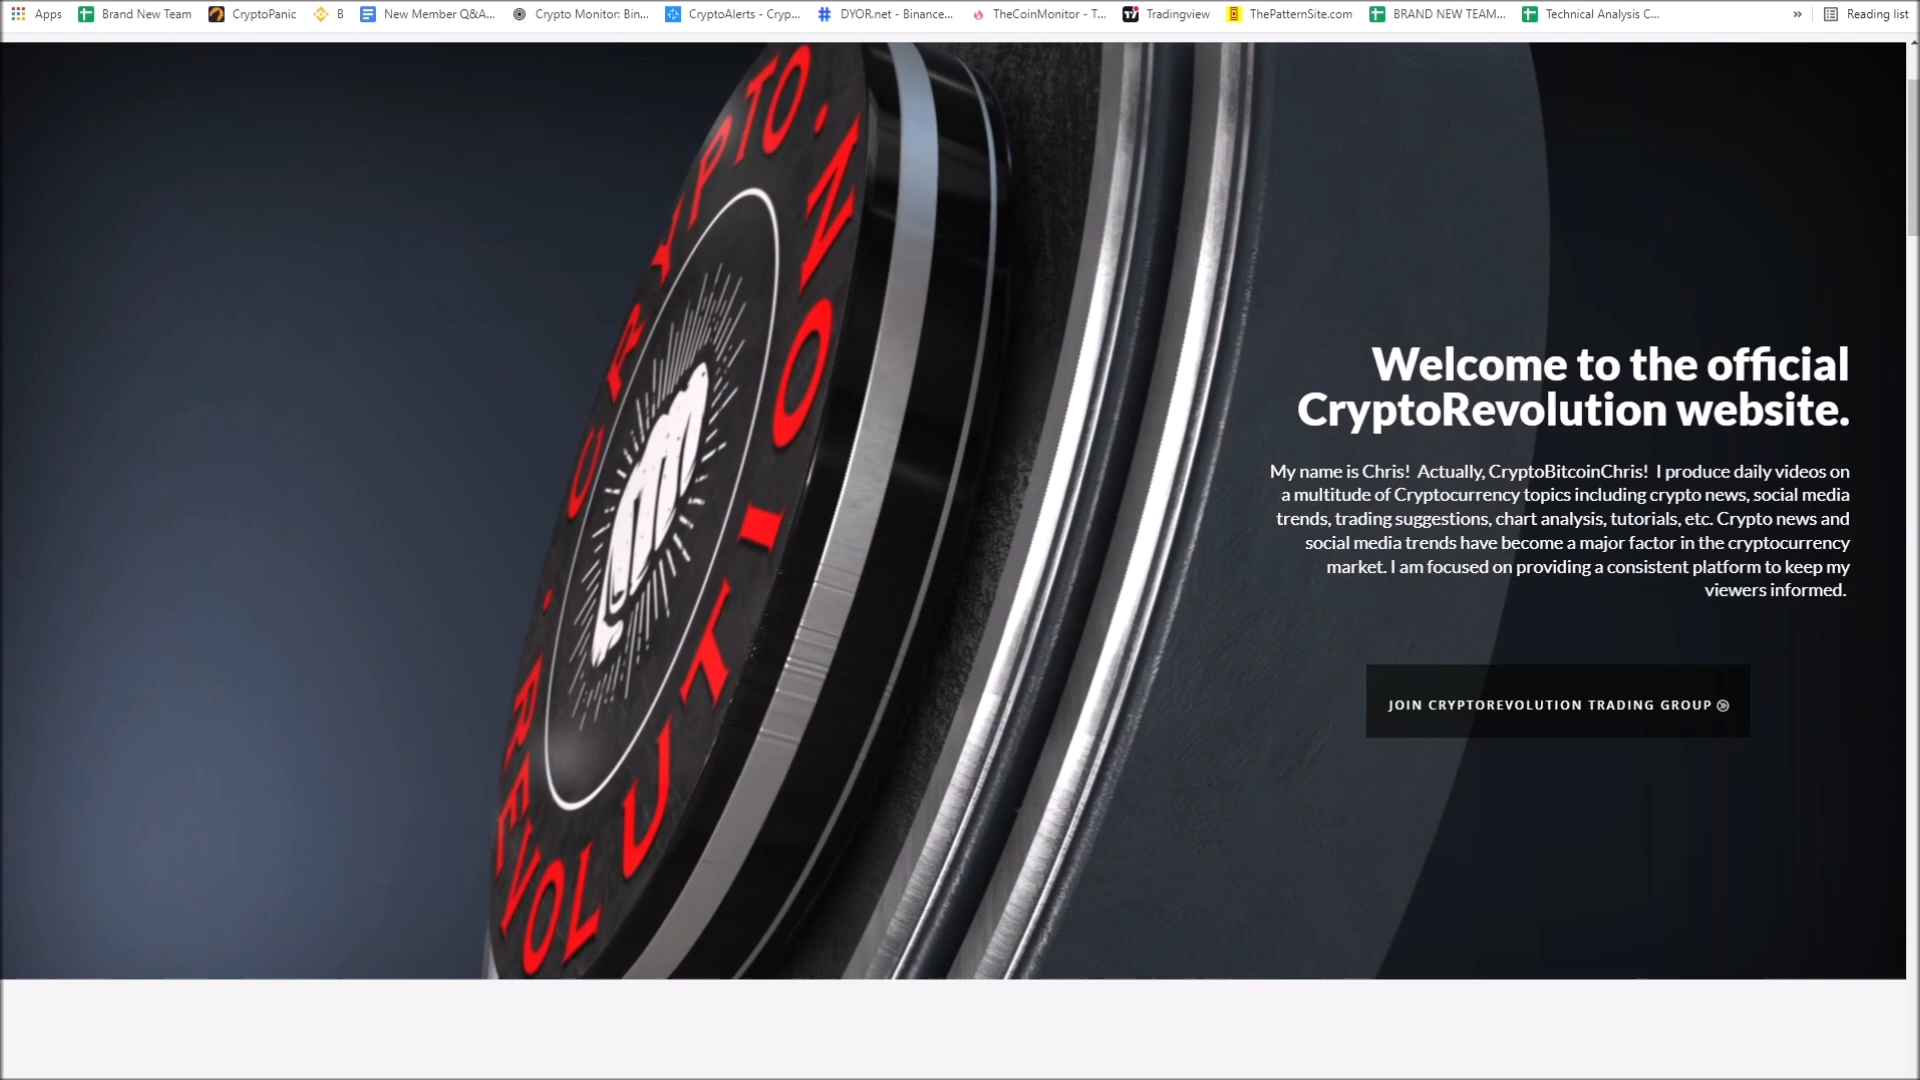 Apps Brand New Team CryptoPanic B New Member Q&A... Crypto Monitor: Bin... CryptoAlerts - Cryp... DYOR.net - Binance... TheCoinMonitor - T... Tradingview ThePatternSite.com BRAND NEW TEAM... Technical Analysis C... » Reading list
CRYPTO · REVOLUTION ·
Welcome to the official
CryptoRevolution website.
My name is Chris! Actually, CryptoBitcoinChris! I produce daily videos on
a multitude of Cryptocurrency topics including crypto news, social media
trends, trading suggestions, chart analysis, tutorials, etc. Crypto news and
social media trends have become a major factor in the cryptocurrency
market. I am focused on providing a consistent platform to keep my
viewers informed.
JOIN CRYPTOREVOLUTION TRADING GROUP